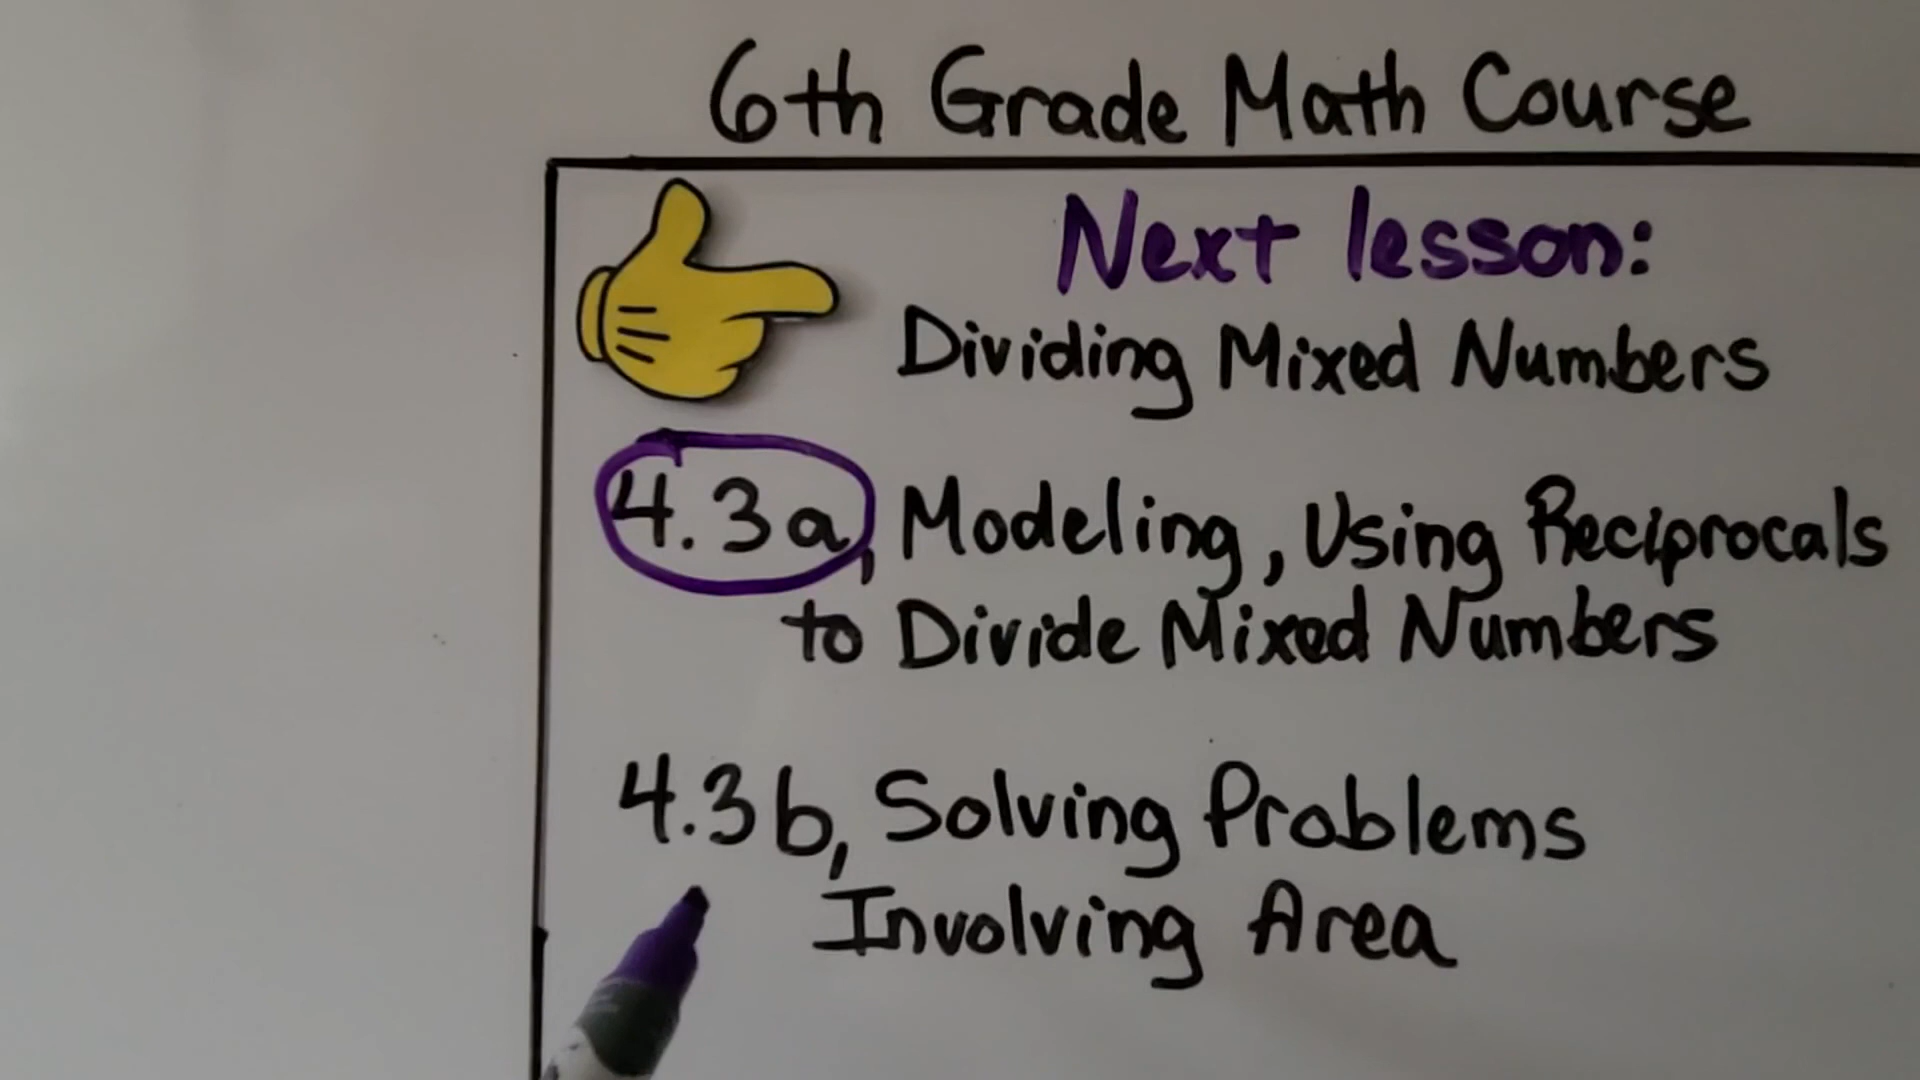 6th Grade Math Course
Next lesson:
Dividing Mixed Numbers
4.3a, Modeling, Using Reciprocals
to Divide Mixed Numbers
4.3b, Solving Problems
Involving Area